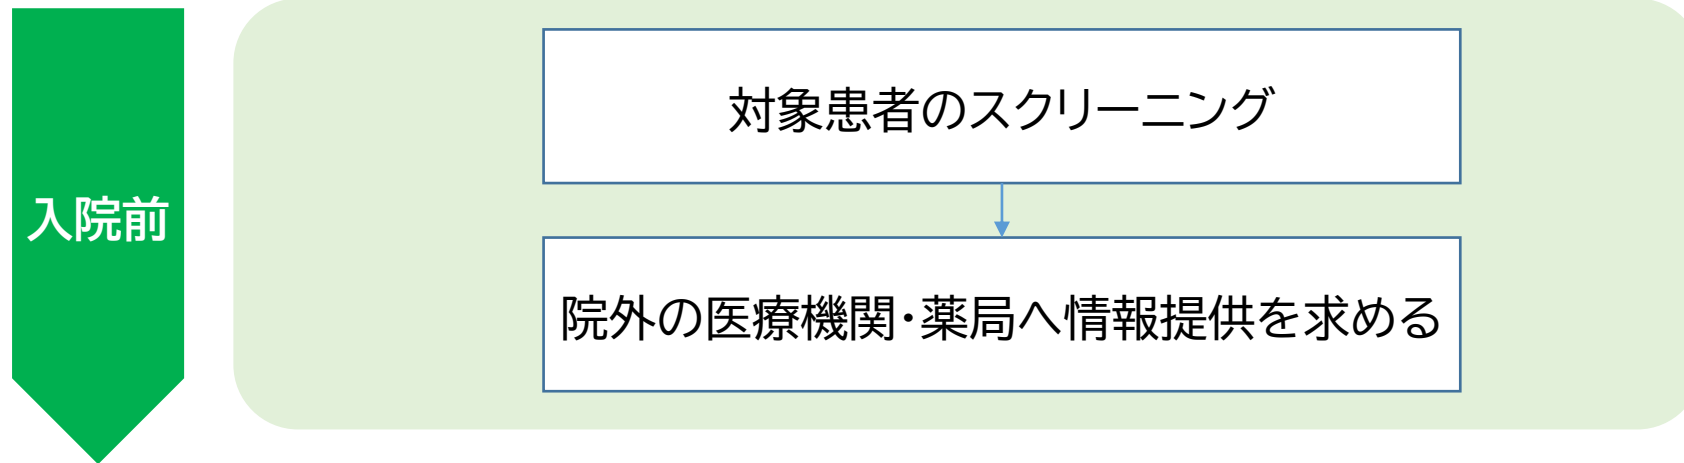 対象患者のスクリーニング
入院前
院外の医療機関・薬局へ情報提供を求める